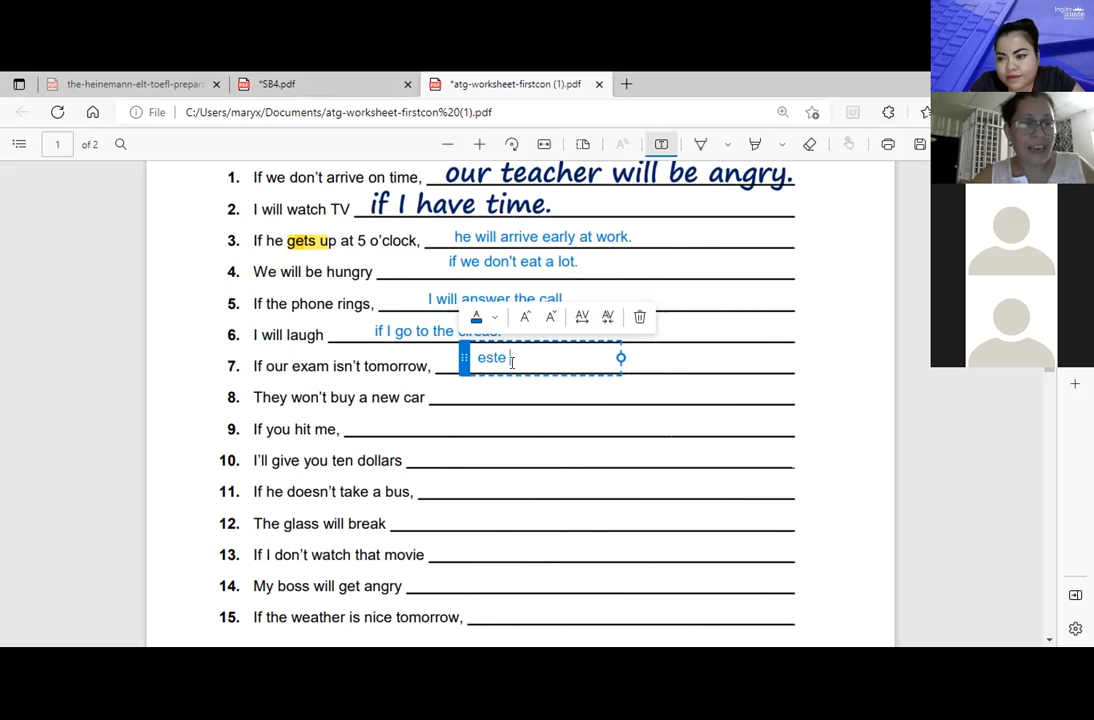 the-heinemann-elt-toefl-prepar
*SB4.pdf
*atg-worksheet-firstcon (1).pdf
File
C:/Users/maryx/Documents/atg-worksheet-firstcon%20(1).pdf
1 of 2
1. If we don't arrive on time, our teacher will be angry.
2. I will watch TV if I have time.
3. If he gets up at 5 o'clock, he will arrive early at work.
4. We will be hungry if we don't eat a lot.
5. If the phone rings, I will answer the call
6. I will laugh if I go to the circus.
7. If our exam isn't tomorrow, este
8. They won't buy a new car
9. If you hit me,
10. I'll give you ten dollars
11. If he doesn't take a bus,
12. The glass will break
13. If I don't watch that movie
14. My boss will get angry
15. If the weather is nice tomorrow,